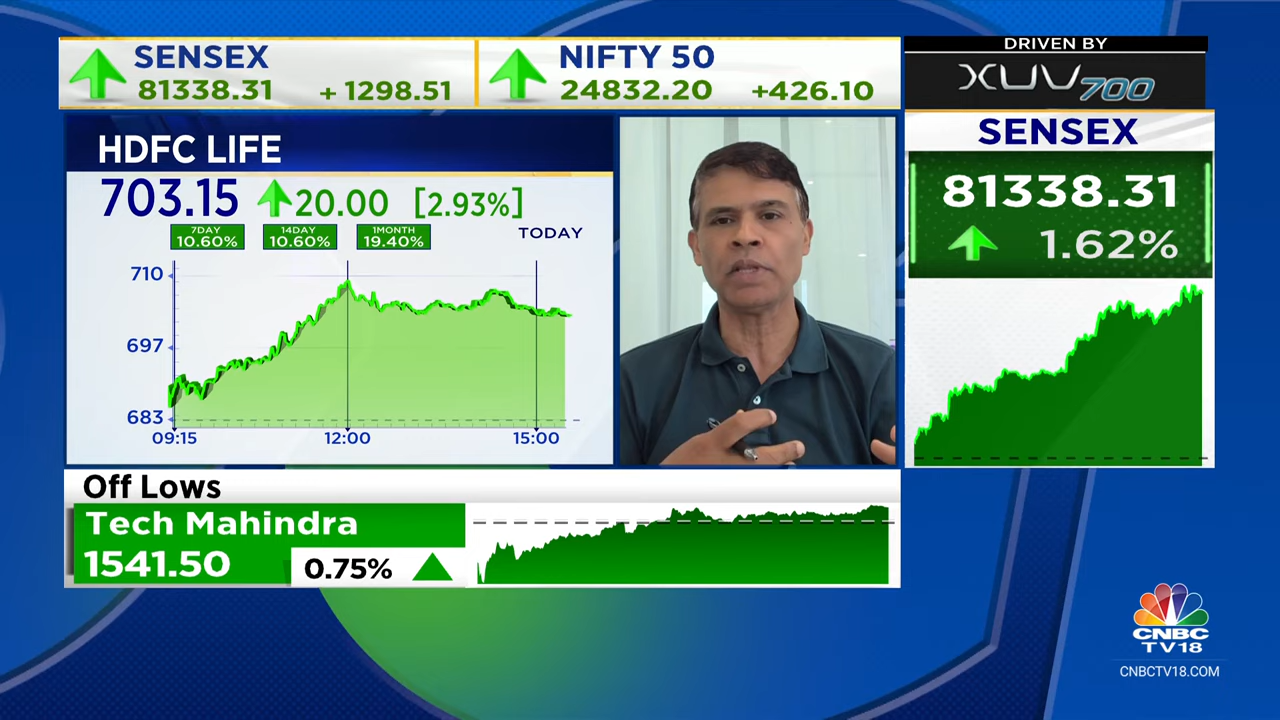 SENSEX
81338.31 + 1298.51
NIFTY 50
24832.20 +426.10
DRIVEN BY
XUV700
SENSEX
81338.31
1.62%
HDFC LIFE
703.15 20.00 [2.93%]
7DAY
10.60%
14DAY
10.60%
1MONTH
19.40%
TODAY
710
697
683
09:15 12:00 15:00
Off Lows
Tech Mahindra
1541.50 0.75%
CNBC
TV18
CNBCTV18.COM